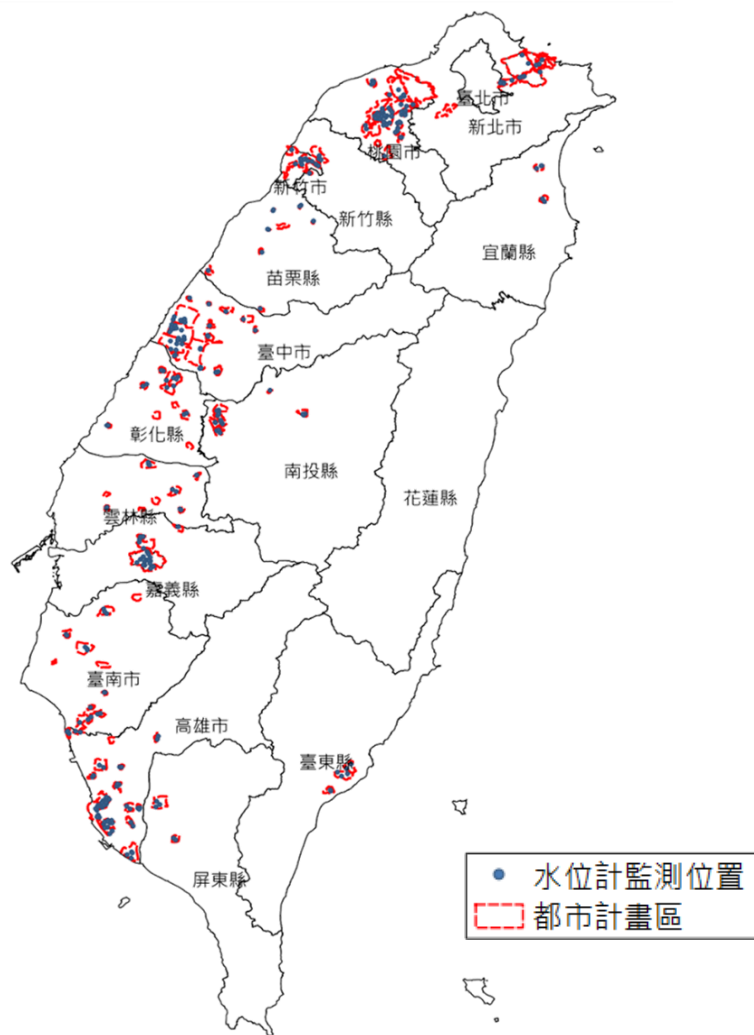 臺北市
新北市
桃園市
新竹市
新竹縣
宜蘭縣
苗栗縣
臺中市
彰化縣
南投縣
花蓮縣
雲林縣
嘉義縣
臺南市
高雄市
臺東縣
屏東縣
水位計監測位置
都市計畫區